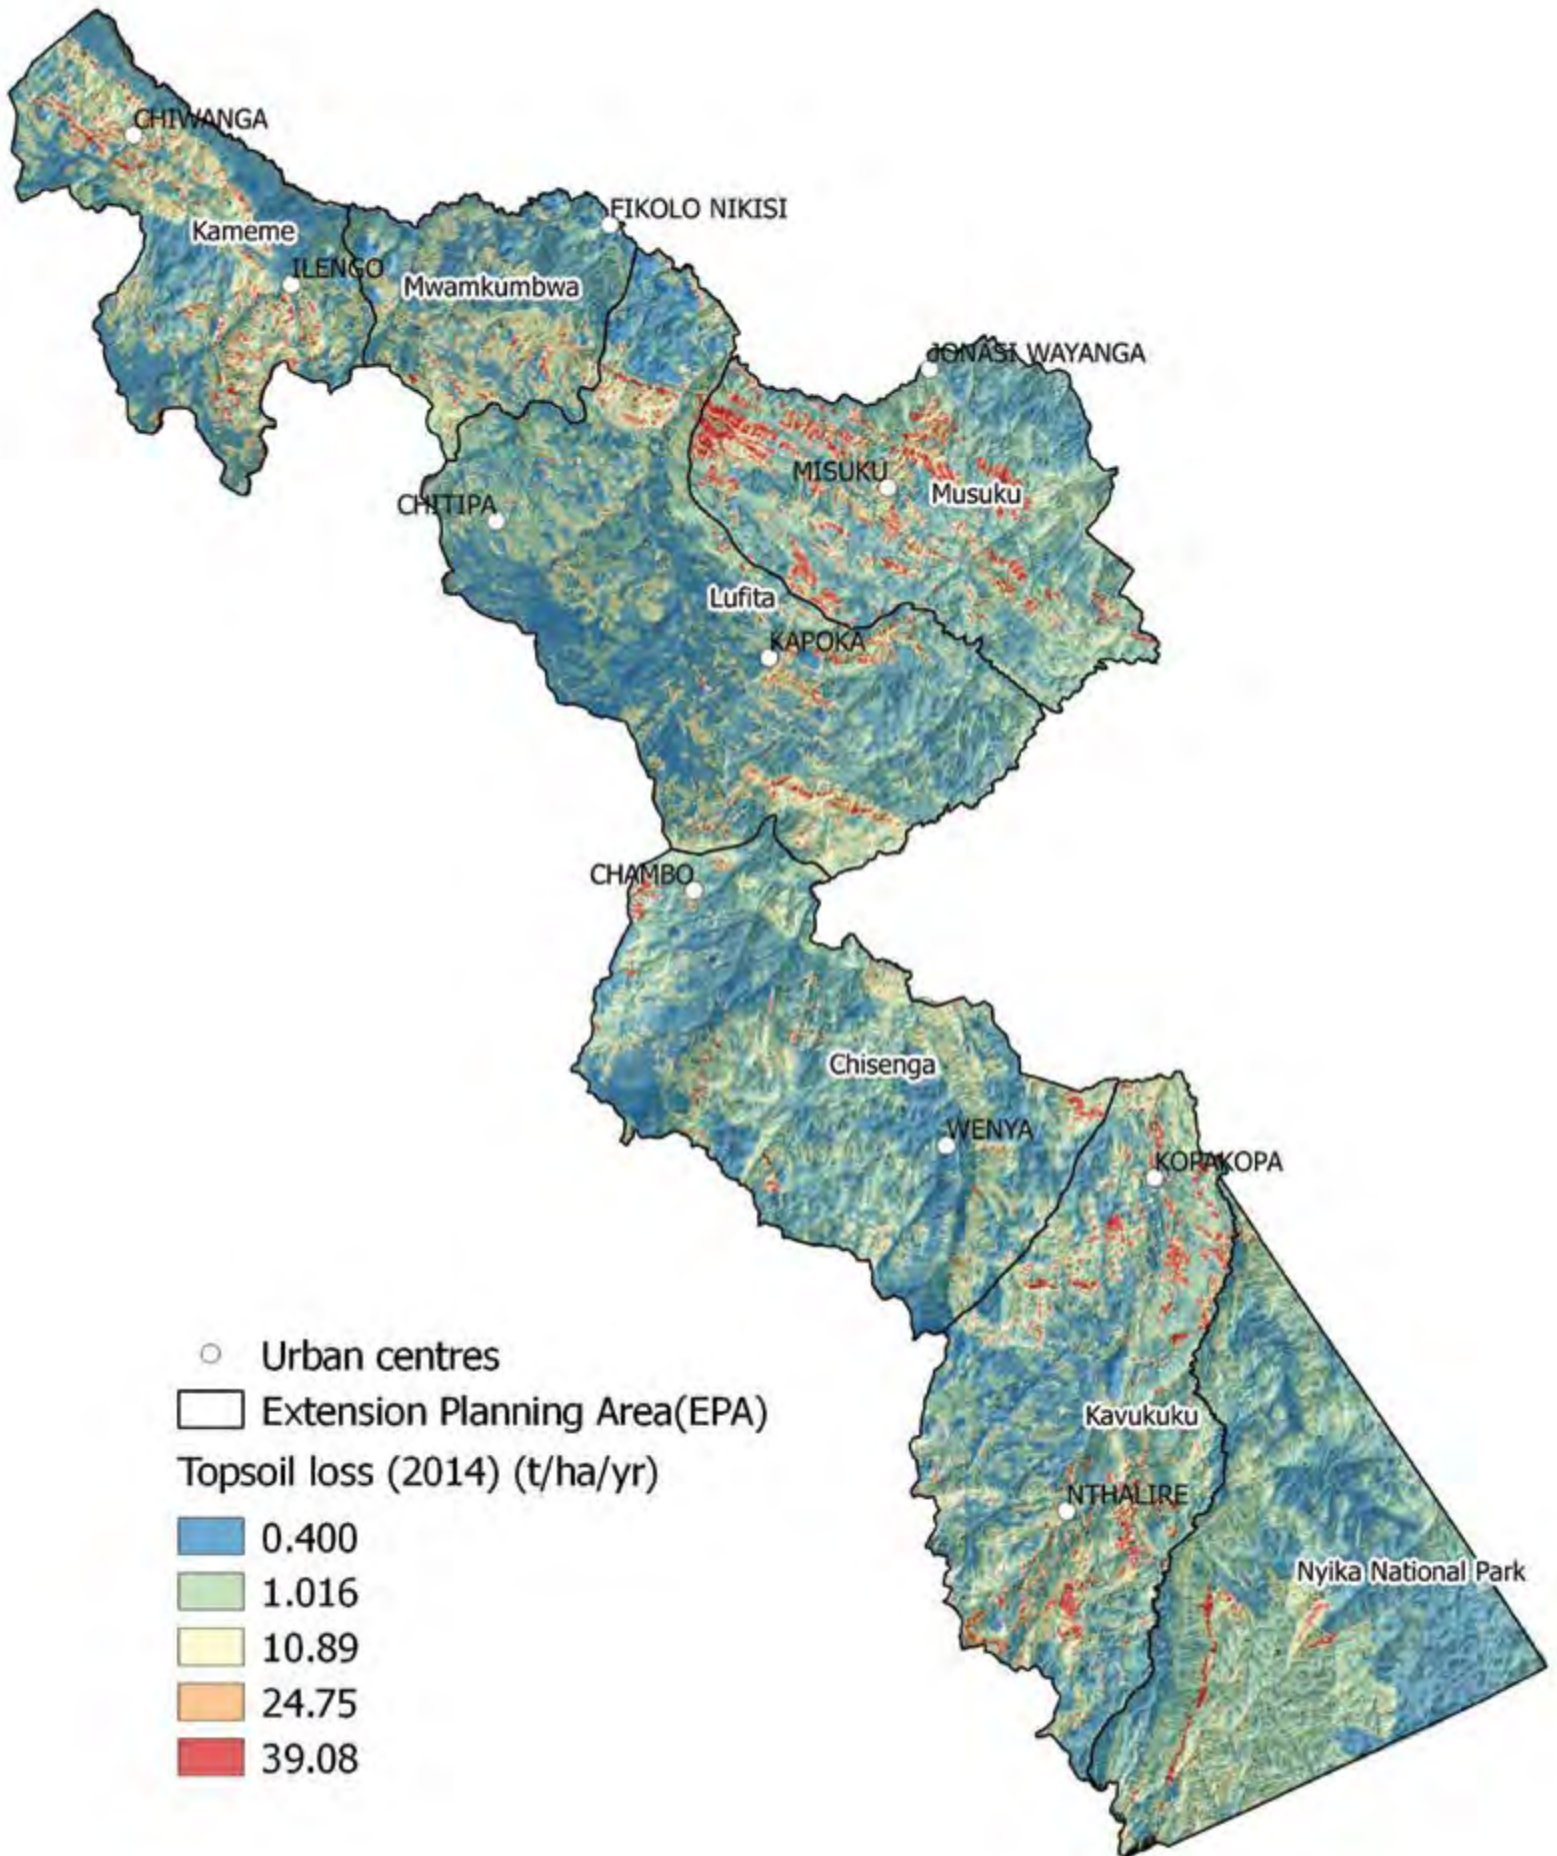 CHIWANGA
FIKOLO NIKISI
Kameme
ILENGO
Mwamkumbwa
JONASI WAYANGA
MISUKU
Musuku
CHITIPA
Lufita
KAPOKA
CHAMBO
Chisenga
WENYA
KOPAKOPA
Kavukuku
NTHALIRE
Nyika National Park
Urban centres
Extension Planning Area(EPA)
Topsoil loss (2014) (t/ha/yr)
0.400
1.016
10.89
24.75
39.08